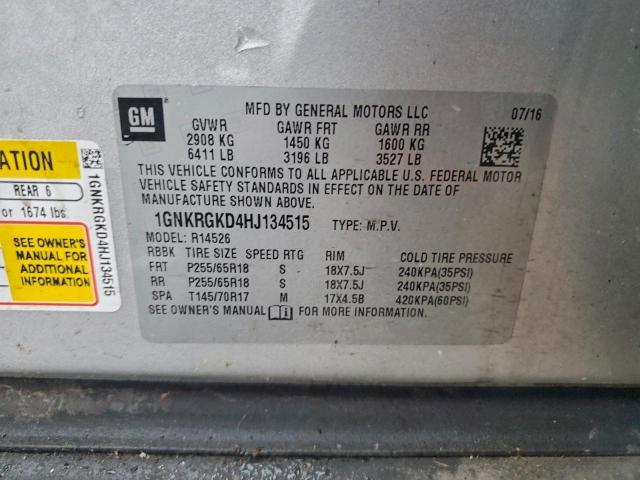 GM
MFD BY GENERAL MOTORS LLC 07/16
GVWR GAWR FRT GAWR RR
2908 KG 1450 KG 1600 KG
6411 LB 3196 LB 3527 LB
THIS VEHICLE CONFORMS TO ALL APPLICABLE U.S. FEDERAL MOTOR
VEHICLE SAFETY STANDARDS IN EFFECT ON THE DATE OF
MANUFACTURE SHOWN ABOVE.
1GNKRGKD4HJ134515 TYPE: M.P.V.
MODEL: R14526
RBBK TIRE SIZE SPEED RTG RIM COLD TIRE PRESSURE
FRT P255/65R18 S 18X7.5J 240KPA(35PSI)
RR P255/65R18 S 18X7.5J 240KPA(35PSI)
SPA T145/70R17 M 17X4.5B 420KPA(60PSI)
SEE OWNER'S MANUAL FOR MORE INFORMATION.
ATION
REAR 6
or 1674 lbs.
SEE OWNER'S
MANUAL FOR
ADDITIONAL
INFORMATION
1GNKRGKD4HJ134515